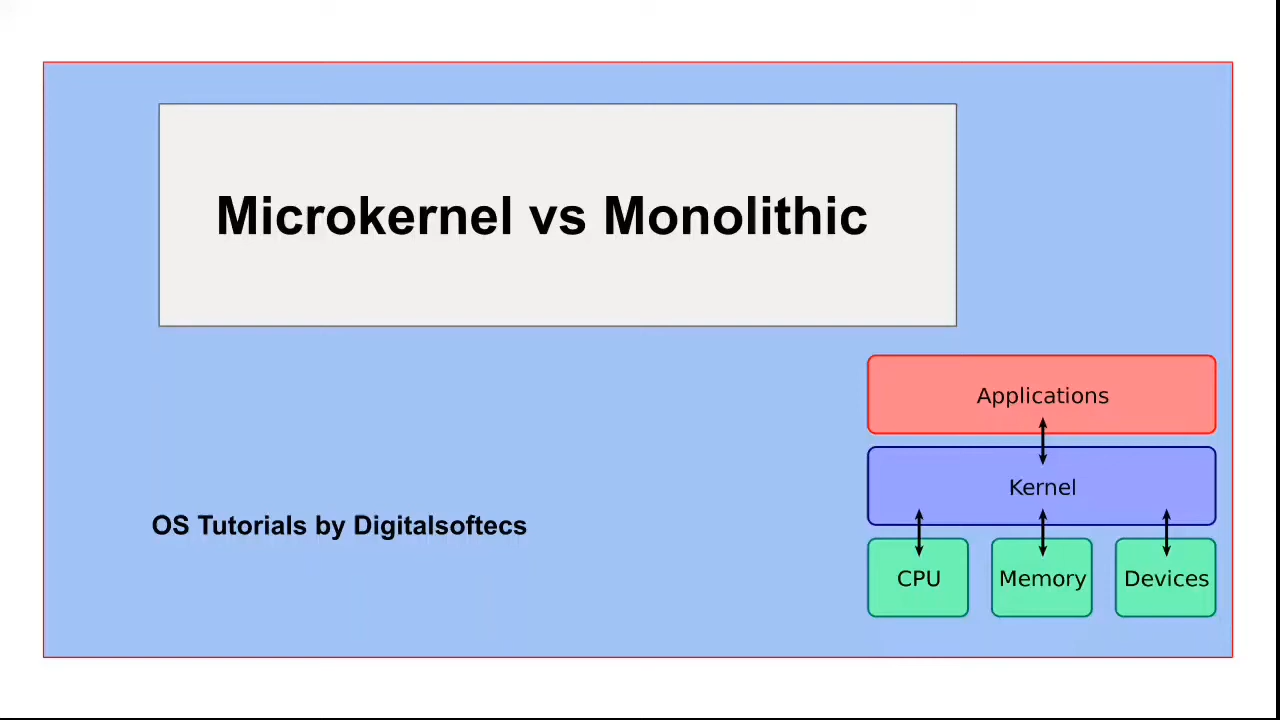 Microkernel vs Monolithic
Applications
Kernel
OS Tutorials by Digitalsoftecs
CPU
Memory
Devices